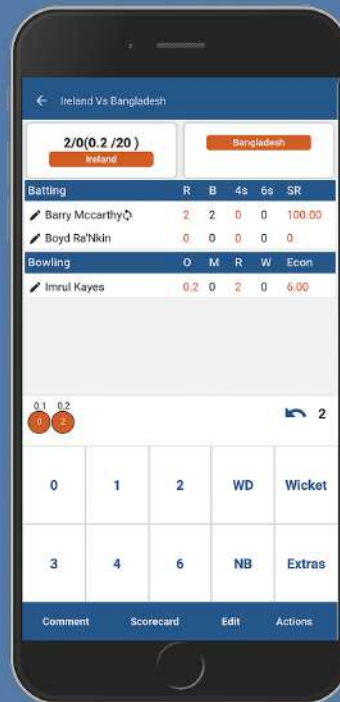 ← Ireland Vs Bangladesh
2/0(0.2 /20 )
Ireland
Bangladesh
Batting R B 4s 6s SR
Barry Mccarthy 2 2 0 0 100.00
Boyd Ra'Nkin 0 0 0 0 0
Bowling O M R W Econ
Imrul Kayes 0.2 0 2 0 6.00
0.1 0.2
0 2 2
0 1 2 WD Wicket
3 4 6 NB Extras
Comment Scorecard Edit Actions